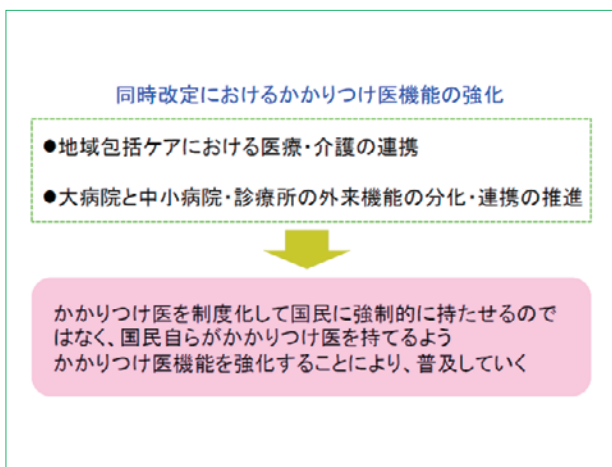 同時改定におけるかかりつけ医機能の強化
●地域包括ケアにおける医療・介護の連携
●大病院と中小病院・診療所の外来機能の分化・連携の推進
かかりつけ医を制度化して国民に強制的に持たせるので
はなく、国民自らがかかりつけ医を持てるよう
かかりつけ医機能を強化することにより、普及していく